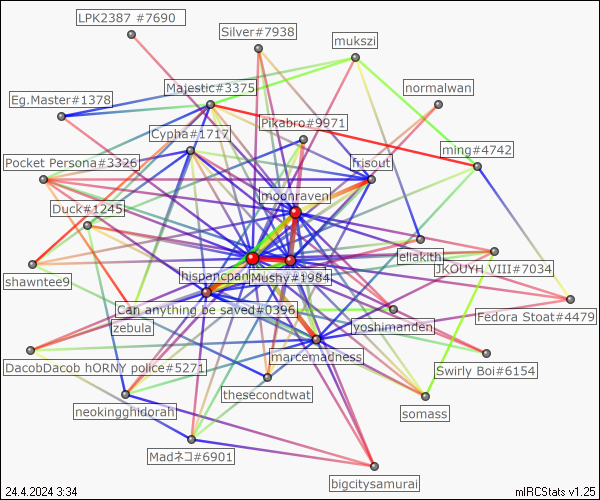 LPK2387 #7690
Silver#7938
mukszi
Majestic#3375
normalwan
Eg.Master#1378
Pikabro#9971
Cypha#1717
ming#4742
Pocket Persona#3326
frisout
moonraven
Duck#1245
eliakith
JKOUYH VIII#7034
shawntee9
hispancpan
Mushy#1984
Can anything be saved#0396
Fedora Stoat#4479
zebula
yoshimanden
marcemadness
DacobDacob hORNY police#5271
Swirly Boi#6154
thesecondtwat
neokingghidorah
somass
Madネコ#6901
bigcitysamurai
24.4.2024 3:34
mIRCStats v1.25